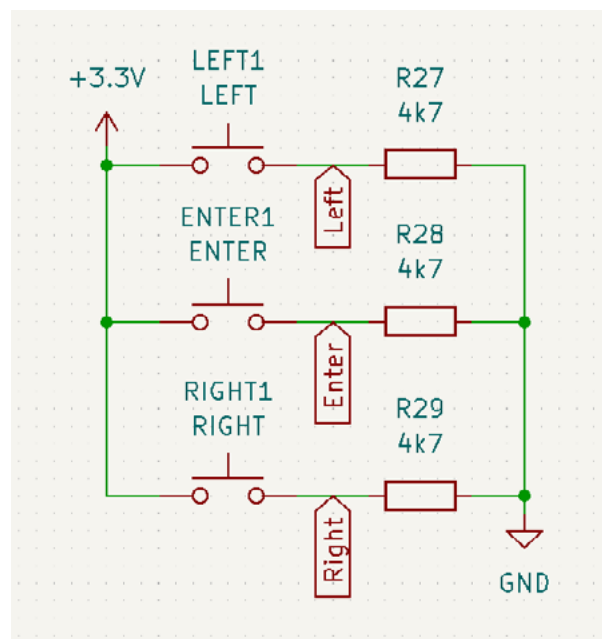 +3.3V
LEFT1
LEFT
R27
4k7
Left
ENTER1
ENTER
R28
4k7
Enter
RIGHT1
RIGHT
R29
4k7
Right
GND